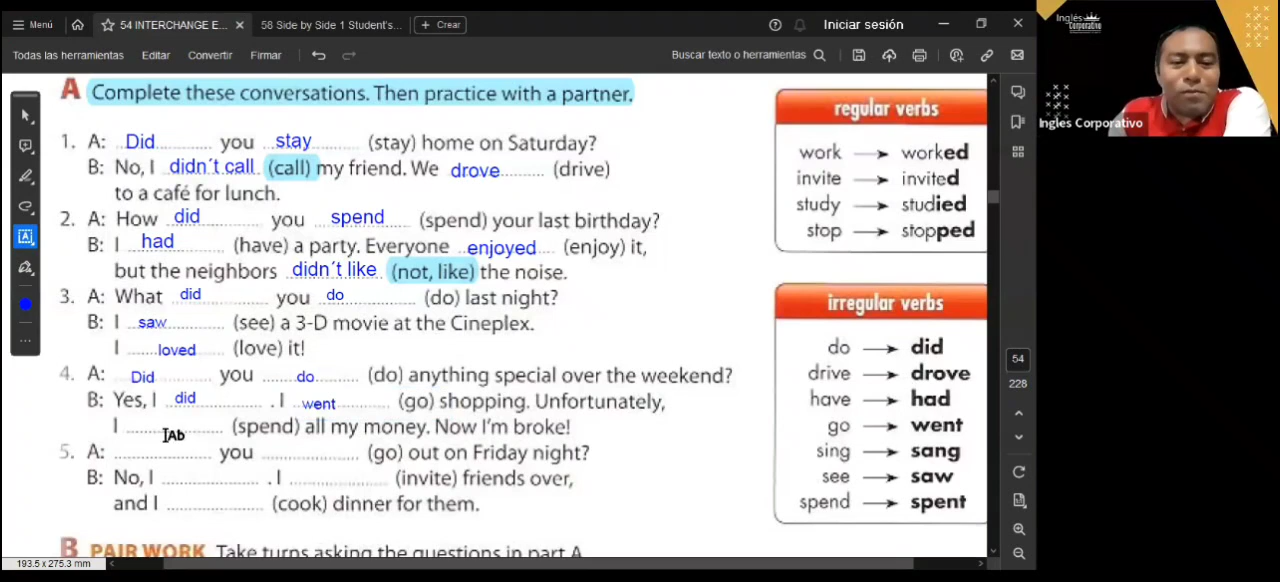 Menú 54 INTERCHANGE E... 58 Side by Side 1 Student's... Crear Iniciar sesión
Todas las herramientas Editar Convertir Firmar Buscar texto o herramientas
Inglés Corporativo
A Complete these conversations. Then practice with a partner.
1. A: Did you stay (stay) home on Saturday?
B: No, I didn´t call (call) my friend. We drove (drive)
to a café for lunch.
2. A: How did you spend (spend) your last birthday?
B: I had (have) a party. Everyone enjoyed (enjoy) it,
but the neighbors didn´t like (not, like) the noise.
3. A: What did you do (do) last night?
B: I saw (see) a 3-D movie at the Cineplex.
I loved (love) it!
4. A: Did you do (do) anything special over the weekend?
B: Yes, I did . I went (go) shopping. Unfortunately,
I (spend) all my money. Now I'm broke!
5. A: you (go) out on Friday night?
B: No, I . I (invite) friends over,
and I (cook) dinner for them.
B PAIR WORK Take turns asking the questions in part A
regular verbs
work worked
invite invited
study studied
stop stopped
irregular verbs
do did
drive drove
have had
go went
sing sang
see saw
spend spent
54
228
193.5 x 275.3 mm
Ingles Corporativo